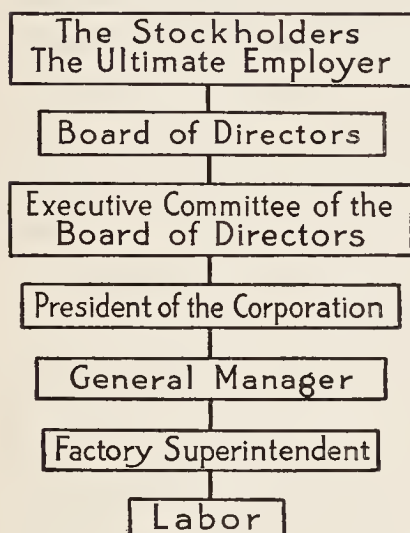 The Stockholders
The Ultimate Employer
Board of Directors
Executive Committee of the
Board of Directors
President of the Corporation
General Manager
Factory Superintendent
Labor